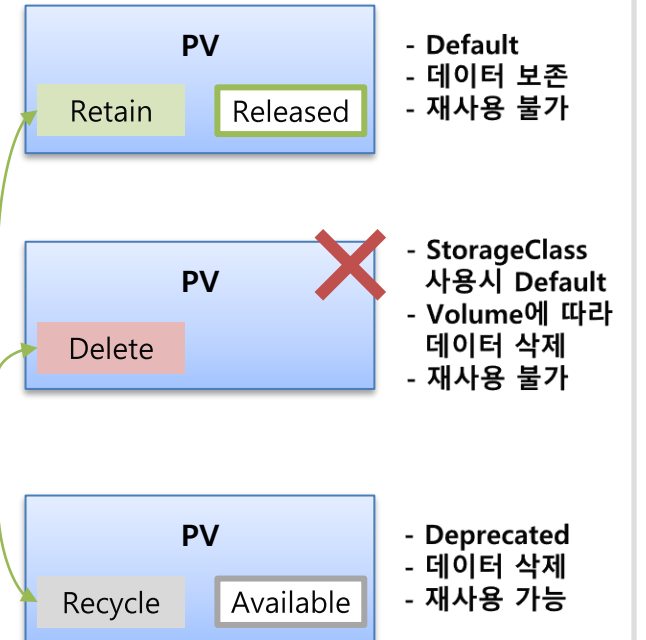 PV
Retain
Released
- Default
- 데이터 보존
- 재사용 불가
PV
Delete
- StorageClass
사용시 Default
- Volume에 따라
데이터 삭제
- 재사용 불가
PV
Recycle
Available
- Deprecated
- 데이터 삭제
- 재사용 가능